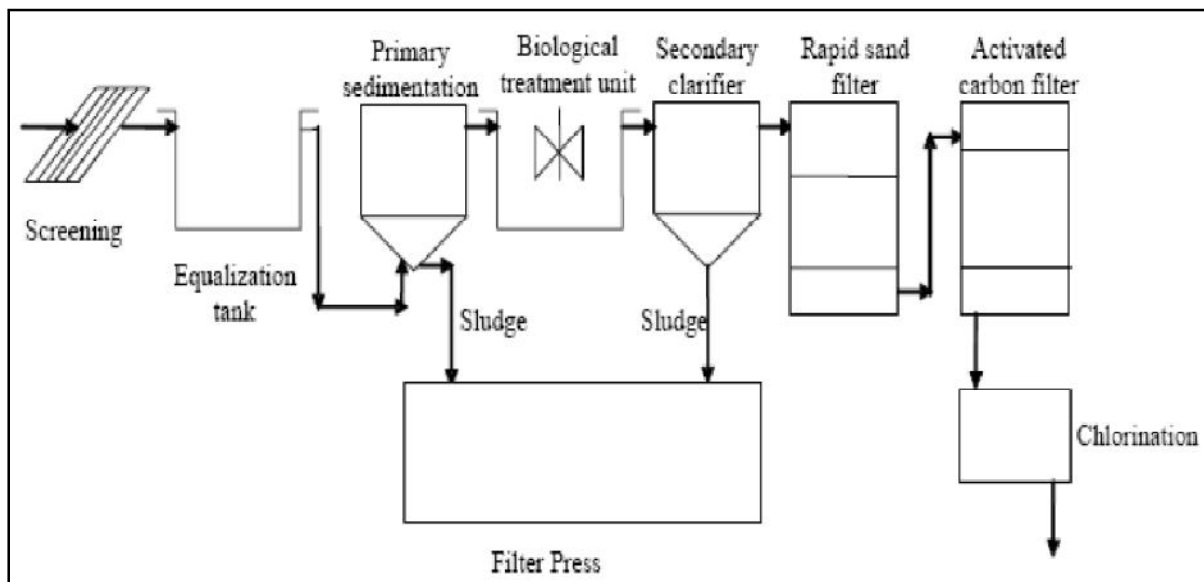 Primary
sedimentation
Biological
treatment unit
Secondary
clarifier
Rapid sand
filter
Activated
carbon filter
Screening
Equalization
tank
Sludge
Sludge
Chlorination
Filter Press